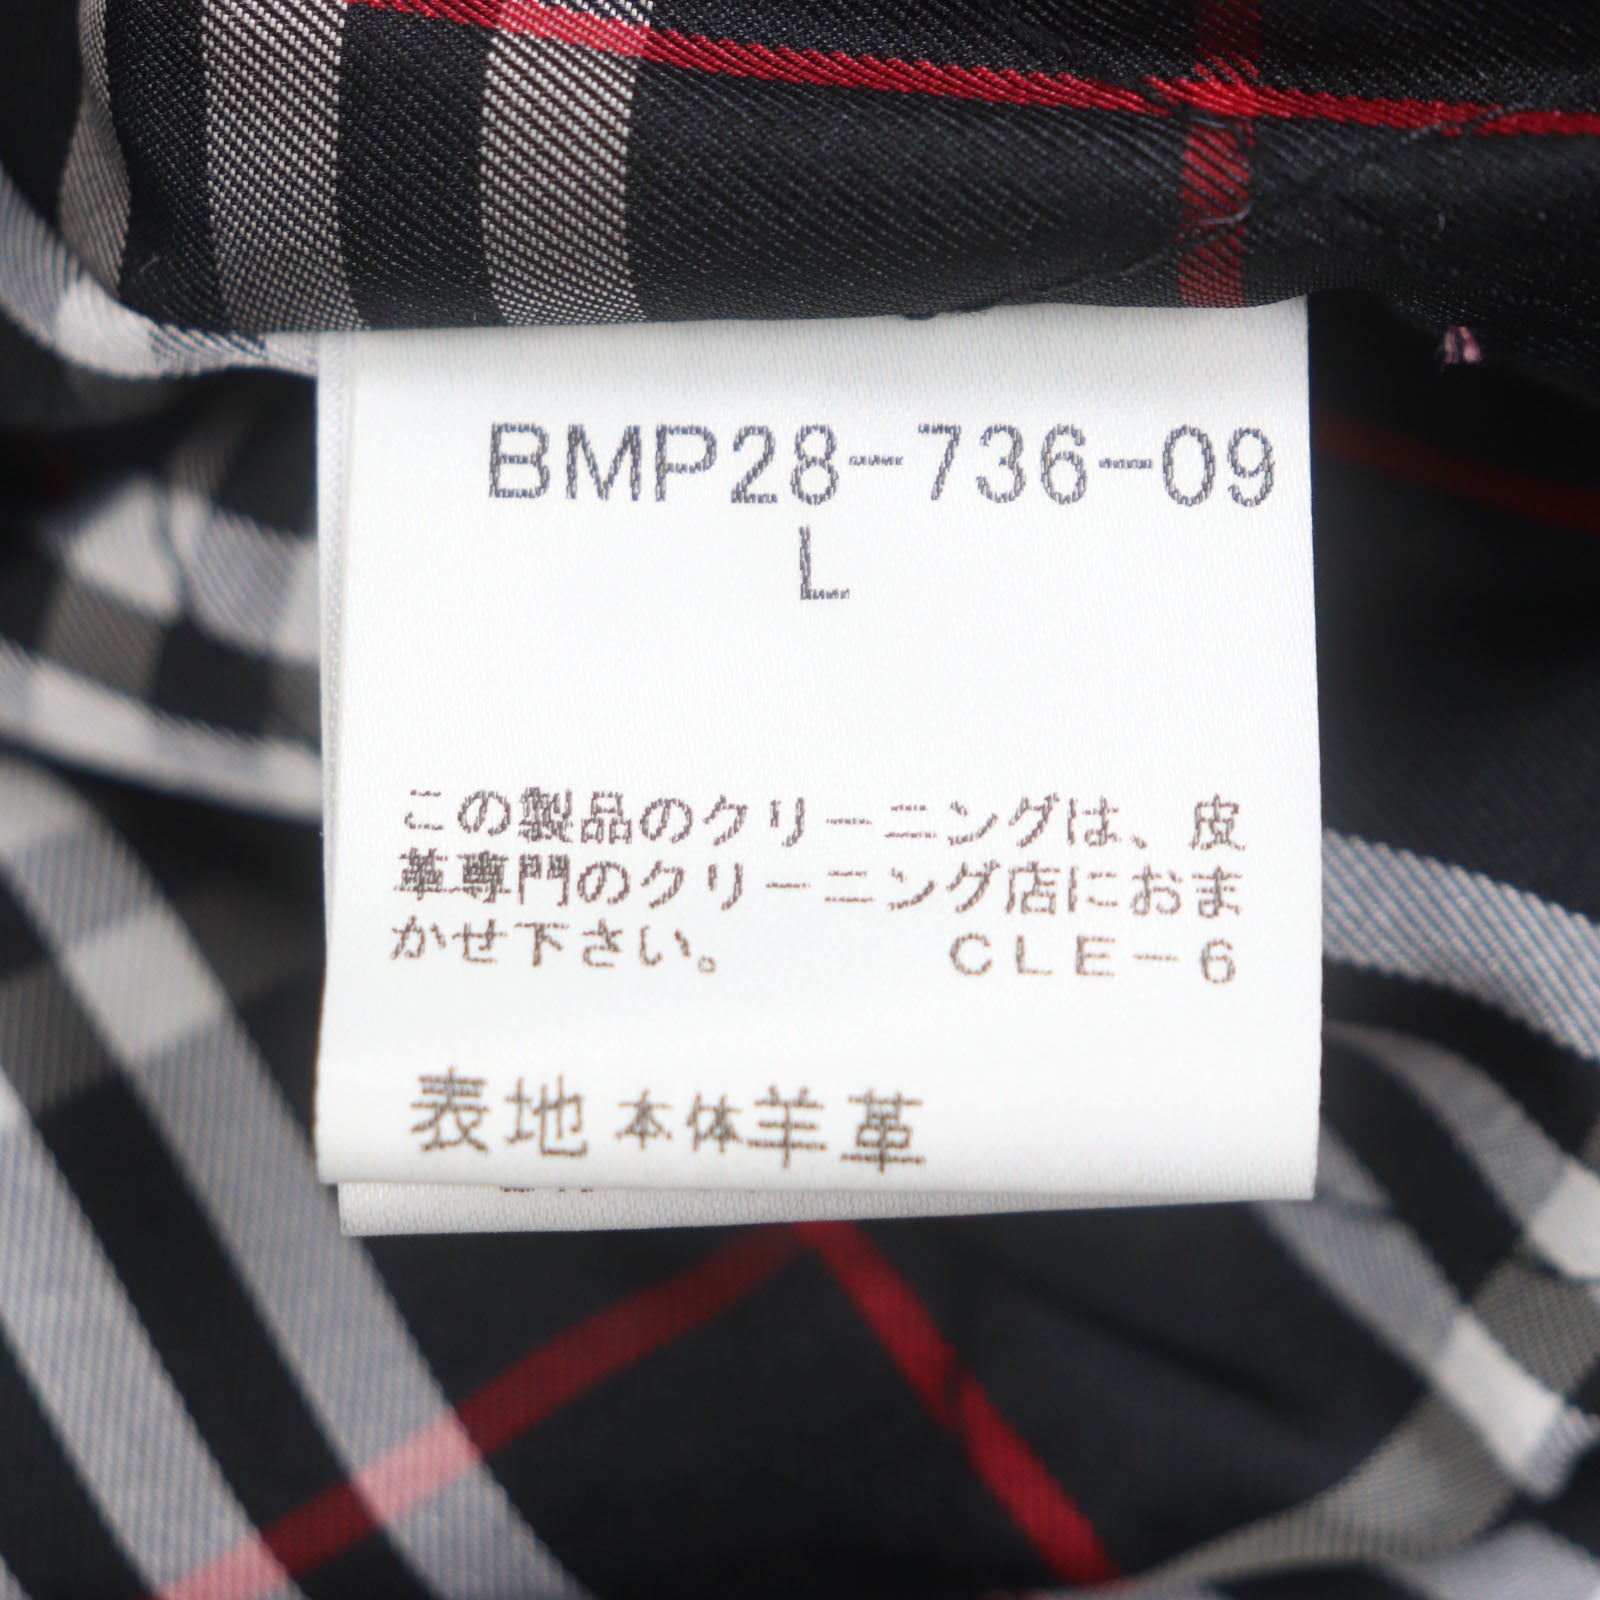 BMP28-736-09
L
この製品のクリーニングは、皮
革専門のクリーニング店におま
かせ下さい。 CLE-6
表地 本体羊革